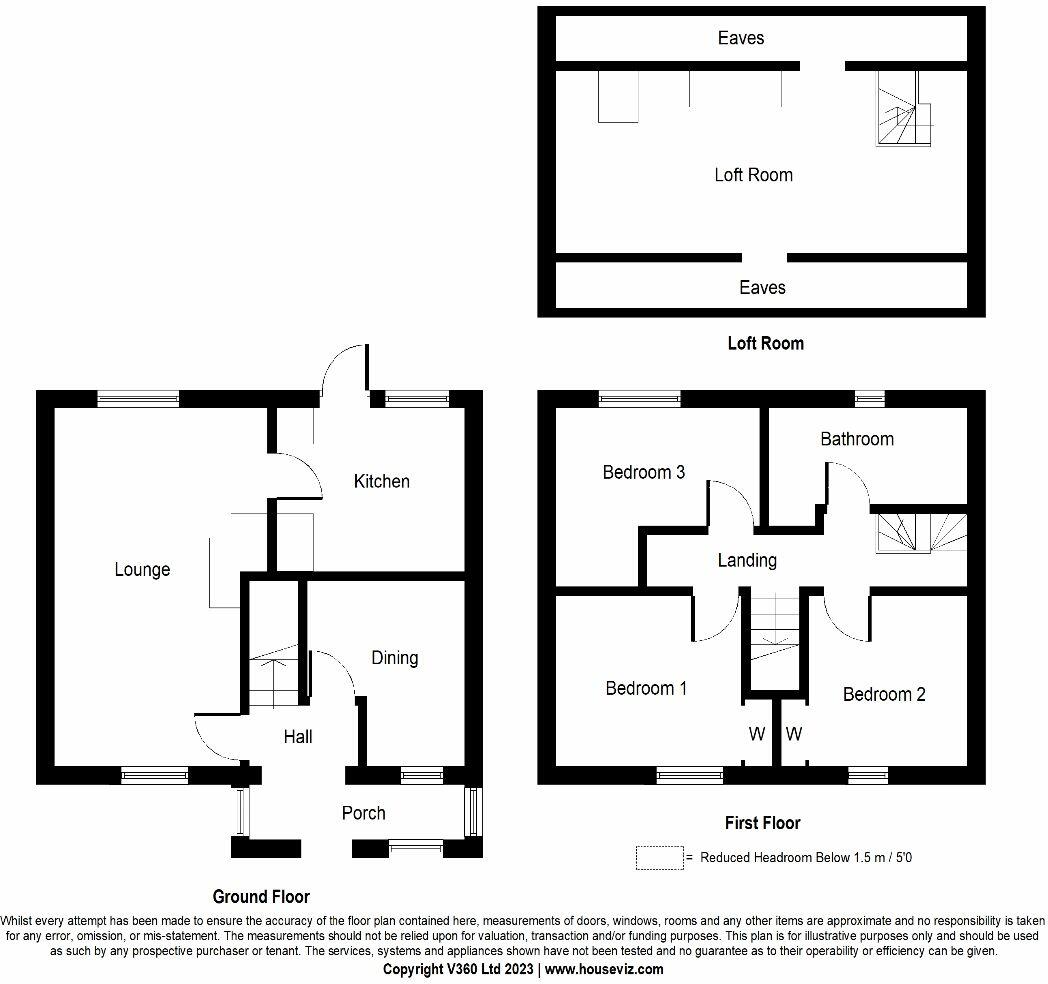 Eaves
Loft Room
Eaves
Loft Room
Kitchen
Lounge
Dining
Hall
Porch
Ground Floor
Bathroom
Bedroom 3
Landing
Bedroom 1
Bedroom 2
W
W
First Floor
= Reduced Headroom Below 1.5 m / 5'0
Whilst every attempt has been made to ensure the accuracy of the floor plan contained here, measurements of doors, windows, rooms and any other items are approximate and no responsibility is taken
for any error, omission, or mis-statement. The measurements should not be relied upon for valuation, transaction and/or funding purposes. This plan is for illustrative purposes only and should be used
as such by any prospective purchaser or tenant. The services, systems and appliances shown have not been tested and no guarantee as to their operability or efficiency can be given.
Copyright V360 Ltd 2023 | www.houseviz.com